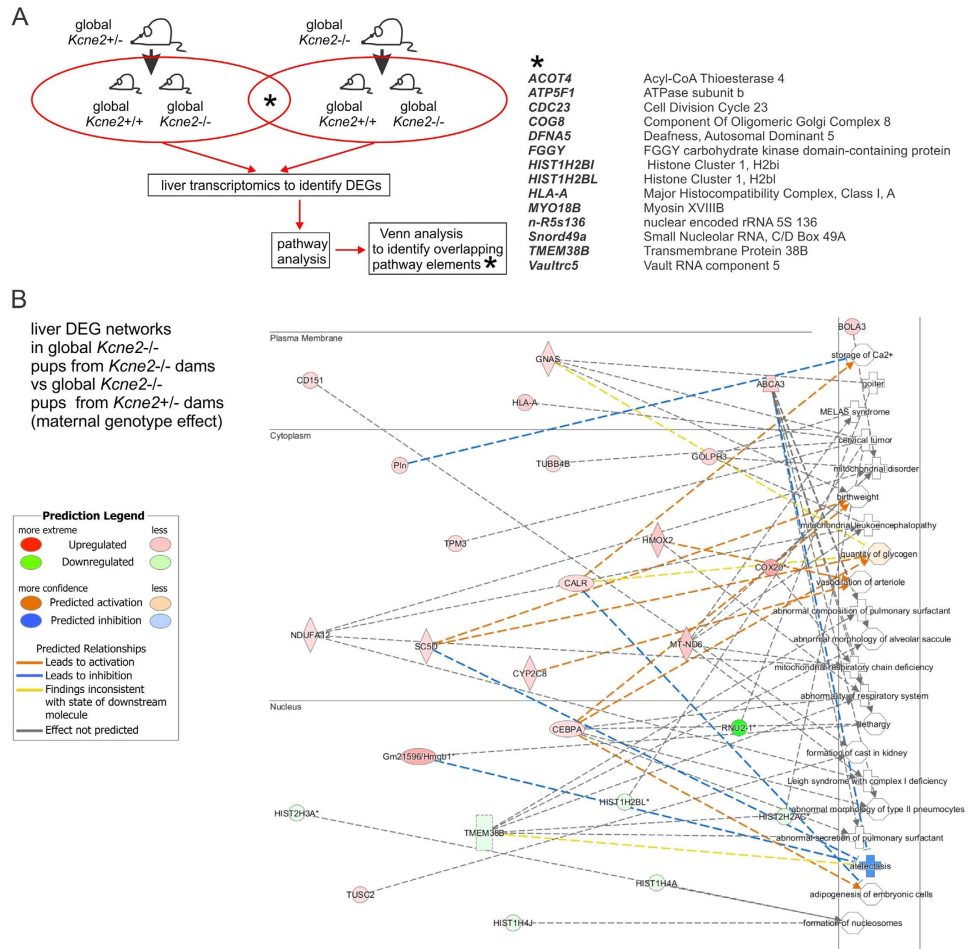 A
global
Kcne2+/-
global
Kcne2-/-
global
Kcne2+/+
global
Kcne2-/-
*
global
Kcne2+/+
global
Kcne2-/-
liver transcriptomics to identify DEGs
pathway
analysis
Venn analysis
to identify overlapping
pathway elements *
*
ACOT4 Acyl-CoA Thioesterase 4
ATP5F1 ATPase subunit b
CDC23 Cell Division Cycle 23
COG8 Component Of Oligomeric Golgi Complex 8
DFNA5 Deafness, Autosomal Dominant 5
FGGY FGGY carbohydrate kinase domain-containing protein
HIST1H2BI Histone Cluster 1, H2bi
HIST1H2BL Histone Cluster 1, H2bl
HLA-A Major Histocompatibility Complex, Class I, A
MYO18B Myosin XVIIIB
n-R5s136 nuclear encoded rRNA 5S 136
Snord49a Small Nucleolar RNA, C/D Box 49A
TMEM38B Transmembrane Protein 38B
Vaultrc5 Vault RNA component 5
B
liver DEG networks
in global Kcne2-/-
pups from Kcne2-/- dams
vs global Kcne2-/-
pups from Kcne2+/- dams
(maternal genotype effect)
Prediction Legend
more extreme less
Upregulated
Downregulated
more confidence less
Predicted activation
Predicted inhibition
Predicted Relationships
Leads to activation
Leads to inhibition
Findings inconsistent
with state of downstream
molecule
Effect not predicted
Plasma Membrane
BOLA3
GNAS
storage of Ca2+
CD151
ABCA3
goiter
HLA-A
MELAS syndrome
Cytoplasm
cervical tumor
Pln
TUBB4B
GOLPH3
mitochondrial disorder
birthweight
mitochondrial leukoencephalopathy
TPM3
HMOX2
quantity of glycogen
COX20
CALR
vasodilation of arteriole
abnormal composition of pulmonary surfactant
NDUFA12
SC5D
MT-ND6
abnormal morphology of alveolar saccule
CYP2C8
mitochondrial respiratory chain deficiency
abnormality of respiratory system
Nucleus
CEBPA
RNU2-1*
lethargy
Gm21596/Hmgb1*
formation of cast in kidney
Leigh syndrome with complex I deficiency
HIST2H3A*
HIST1H2BL*
HIST2H2AC*
abnormal morphology of type II pneumocytes
TMEM38B
abnormal secretion of pulmonary surfactant
atelectasis
TUSC2
HIST1H4A
adipogenesis of embryonic cells
HIST1H4J
formation of nucleosomes